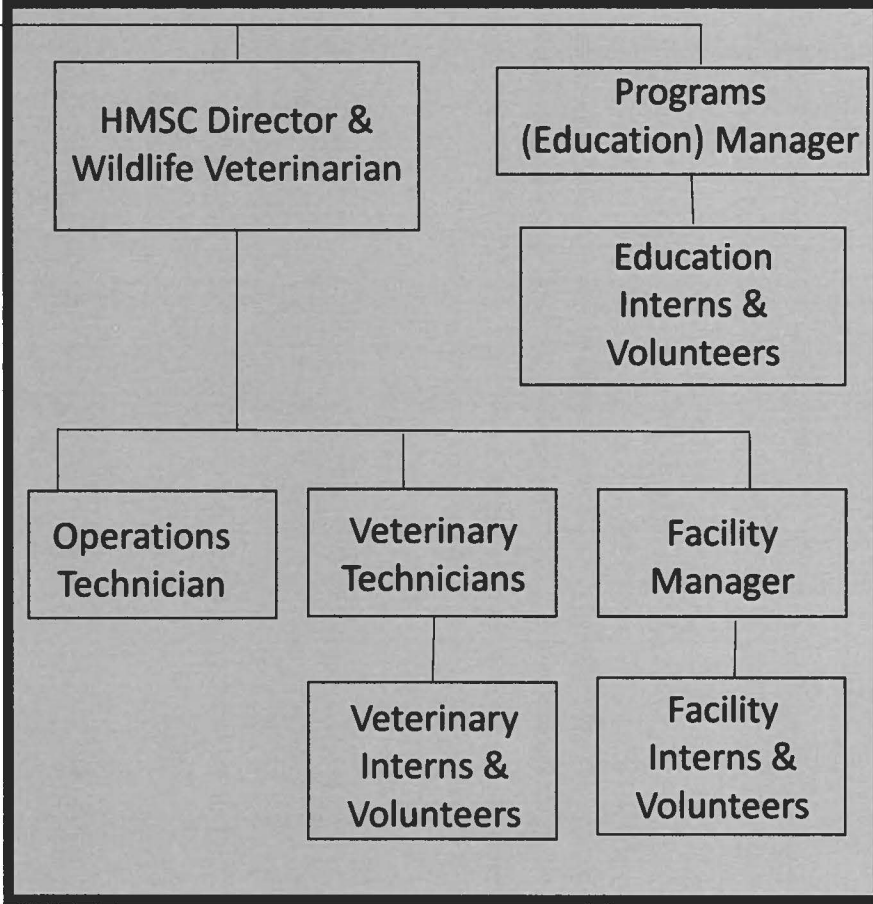 HMSC Director &
Wildlife Veterinarian
Programs
(Education) Manager
Education
Interns &
Volunteers
Operations
Technician
Veterinary
Technicians
Facility
Manager
Veterinary
Interns &
Volunteers
Facility
Interns &
Volunteers